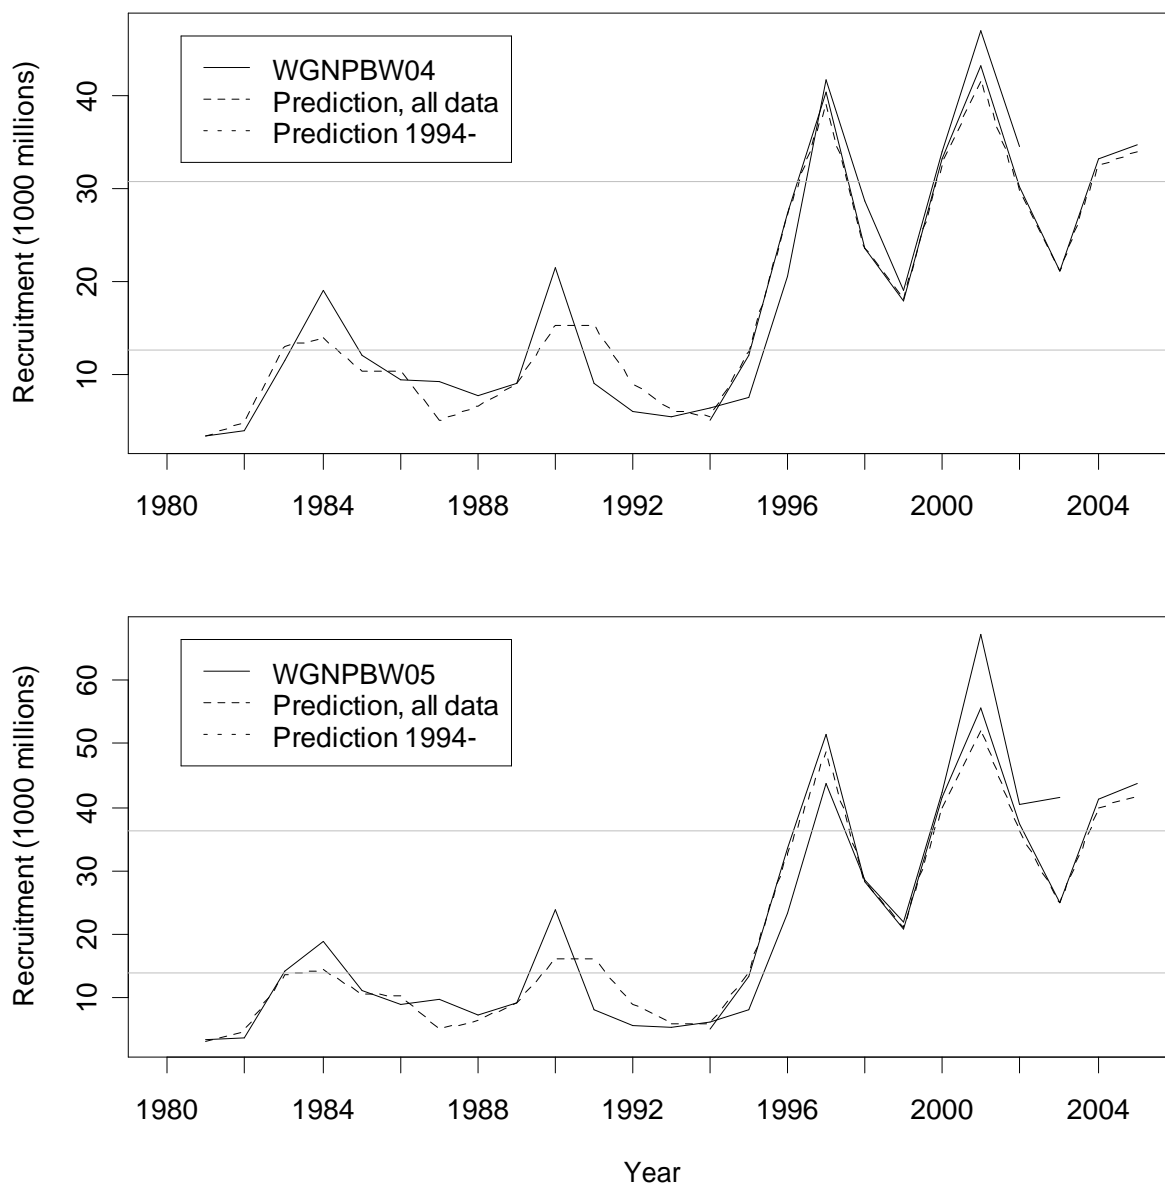 Recruitment (1000 millions)
40
30
20
10
WGNPBW04
Prediction, all data
Prediction 1994-
1980 1984 1988 1992 1996 2000 2004
Recruitment (1000 millions)
60
50
40
30
20
10
WGNPBW05
Prediction, all data
Prediction 1994-
1980 1984 1988 1992 1996 2000 2004
Year